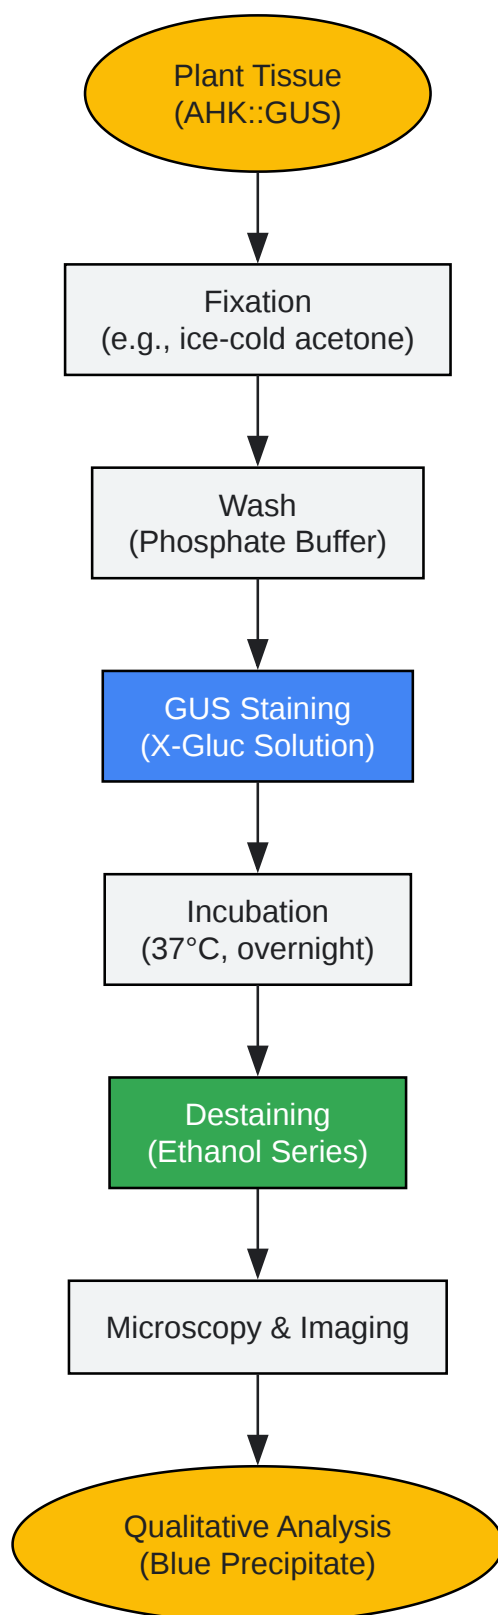 Plant Tissue
(AHK::GUS)
Fixation
(e.g., ice-cold acetone)
Wash
(Phosphate Buffer)
GUS Staining
(X-Gluc Solution)
Incubation
(37°C, overnight)
Destaining
(Ethanol Series)
Microscopy & Imaging
Qualitative Analysis
(Blue Precipitate)